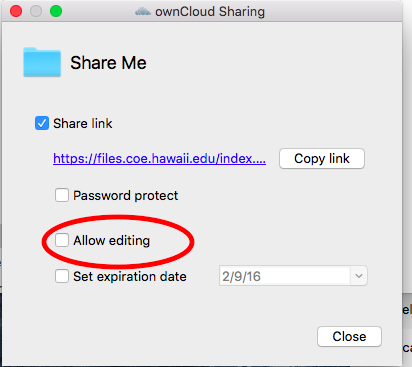 ownCloud Sharing
Share Me
Share link
https://files.coe.hawaii.edu/index....
Copy link
Password protect
Allow editing
Set expiration date
2/9/16
Close